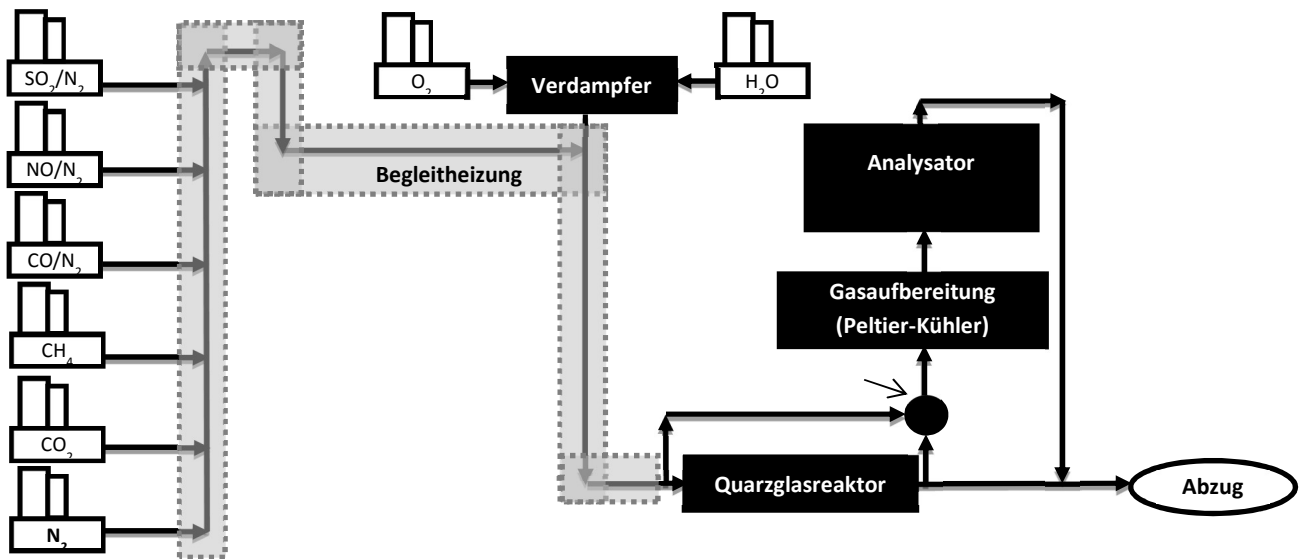 SO₂/N₂
NO/N₂
CO/N₂
CH₄
CO₂
N₂
O₂
Verdampfer
H₂O
Begleitheizung
Analysator
Gasaufbereitung
(Peltier-Kühler)
Quarzglasreaktor
Abzug